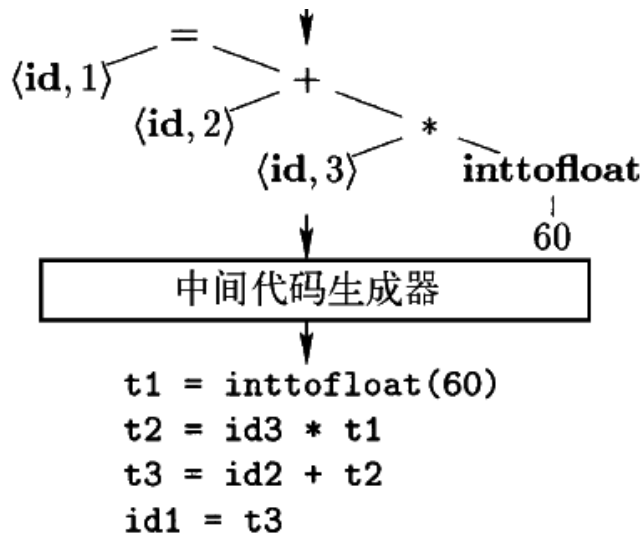 =
⟨id, 1⟩
+
⟨id, 2⟩
*
⟨id, 3⟩
inttofloat
60
中间代码生成器
t1 = inttofloat(60)
t2 = id3 * t1
t3 = id2 + t2
id1 = t3